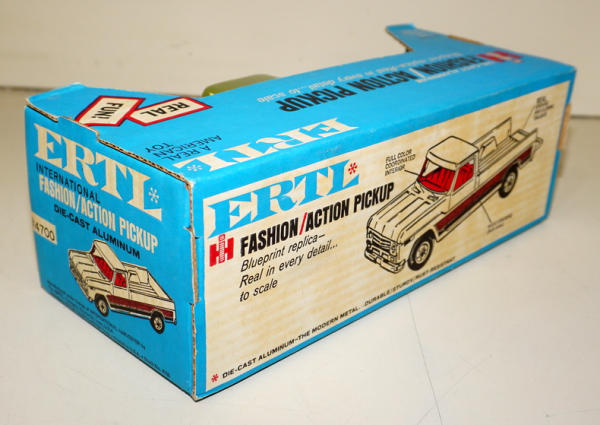 REAL
FUN!
A REAL
AMERICAN
TOY
FASHION/ACTION PICKUP
ERTL*
ERTL*
INTERNATIONAL
FASHION/ACTION PICKUP
DIE-CAST ALUMINUM
14700
ERTL*
FASHION/ACTION PICKUP
Blueprint replica–
Real in every detail...
to scale
FULL COLOR
COORDINATED
INTERIOR
* DIE-CAST ALUMINUM–THE MODERN METAL...DURABLE/STURDY/RUST-RESISTANT